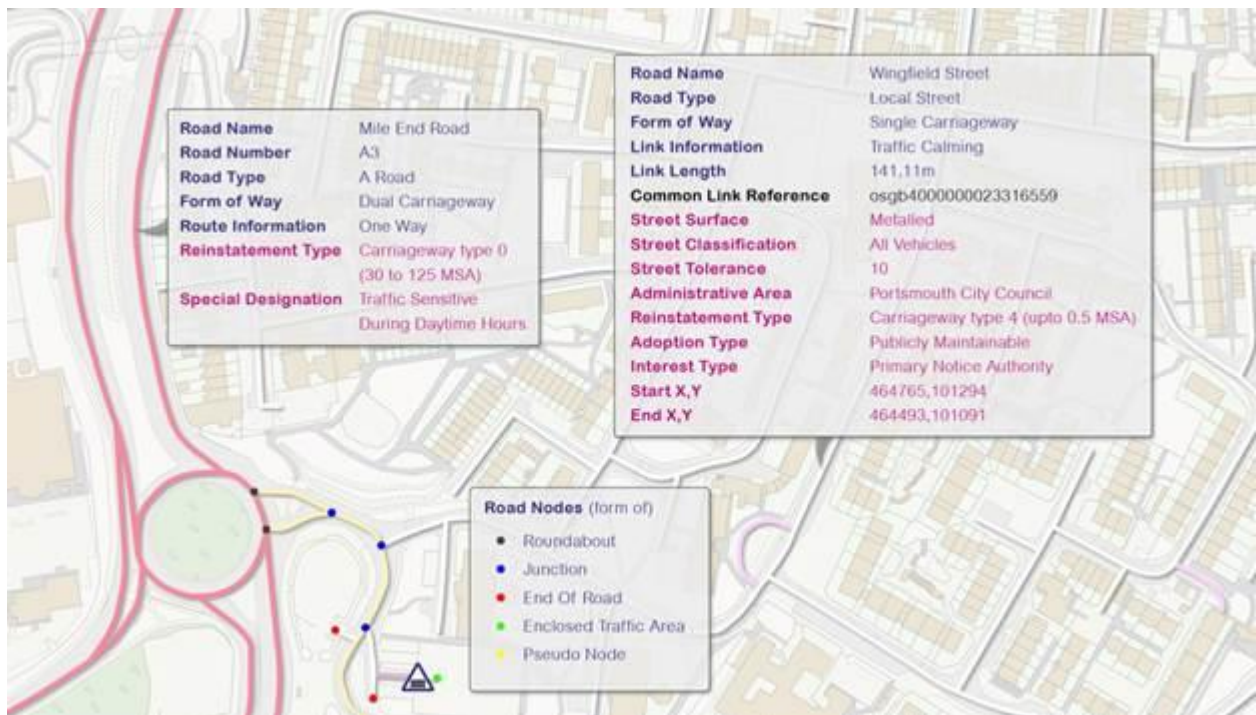 Road Name Mile End Road
Road Number A3
Road Type A Road
Form of Way Dual Carriageway
Route Information One Way
Reinstatement Type Carriageway type 0
(30 to 125 MSA)
Special Designation Traffic Sensitive
During Daytime Hours
Road Name Wingfield Street
Road Type Local Street
Form of Way Single Carriageway
Link Information Traffic Calming
Link Length 141.11m
Common Link Reference osgb4000000023316559
Street Surface Metalled
Street Classification All Vehicles
Street Tolerance 10
Administrative Area Portsmouth City Council
Reinstatement Type Carriageway type 4 (upto 0.5 MSA)
Adoption Type Publicly Maintainable
Interest Type Primary Notice Authority
Start X,Y 464765,101294
End X,Y 464493,101091
Road Nodes (form of)
Roundabout
Junction
End Of Road
Enclosed Traffic Area
Pseudo Node